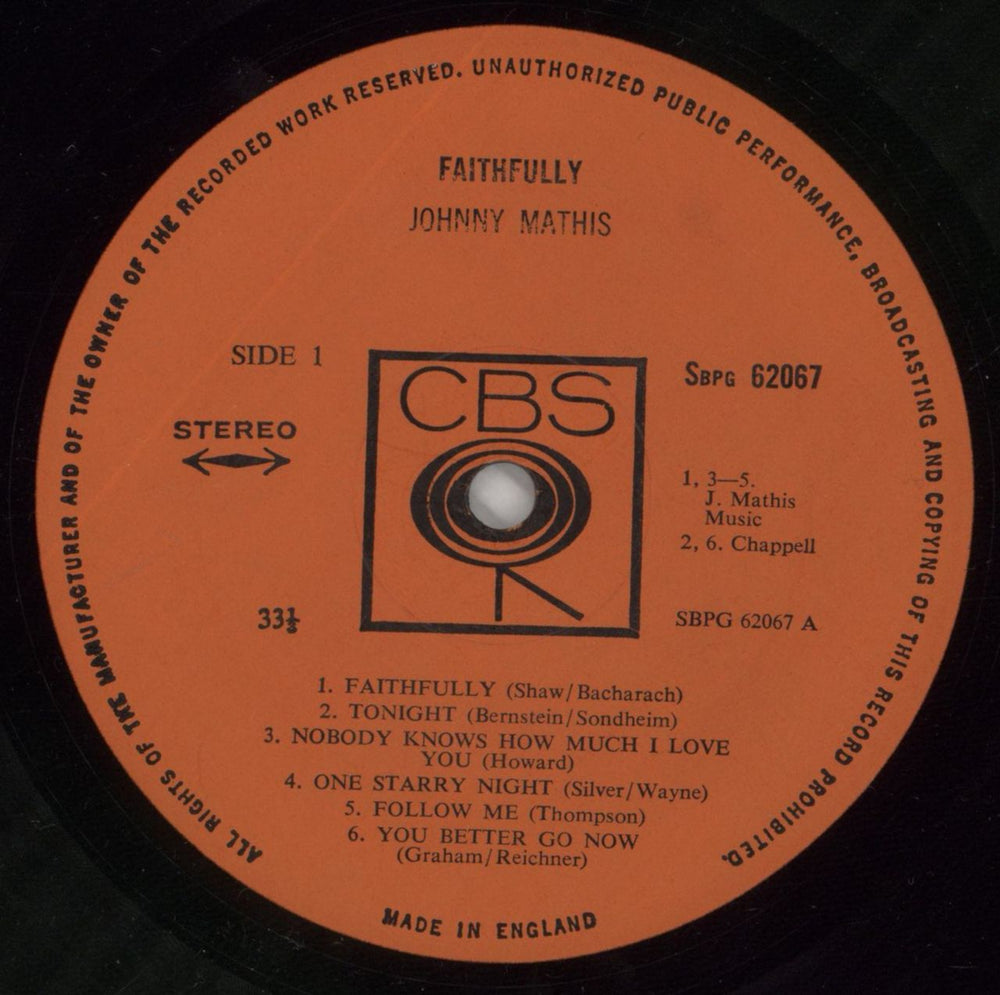 ALL RIGHTS OF THE MANUFACTURER AND OF THE OWNER OF THE RECORDED WORK RESERVED. UNAUTHORIZED PUBLIC PERFORMANCE, BROADCASTING AND COPYING OF THIS RECORD PROHIBITED.
FAITHFULLY
JOHNNY MATHIS
SIDE 1
STEREO
33⅓
CBS
SBPG 62067
1, 3—5.
J. Mathis
Music
2, 6. Chappell
SBPG 62067 A
1. FAITHFULLY (Shaw/Bacharach)
2. TONIGHT (Bernstein/Sondheim)
3. NOBODY KNOWS HOW MUCH I LOVE
YOU (Howard)
4. ONE STARRY NIGHT (Silver/Wayne)
5. FOLLOW ME (Thompson)
6. YOU BETTER GO NOW
(Graham/Reichner)
MADE IN ENGLAND